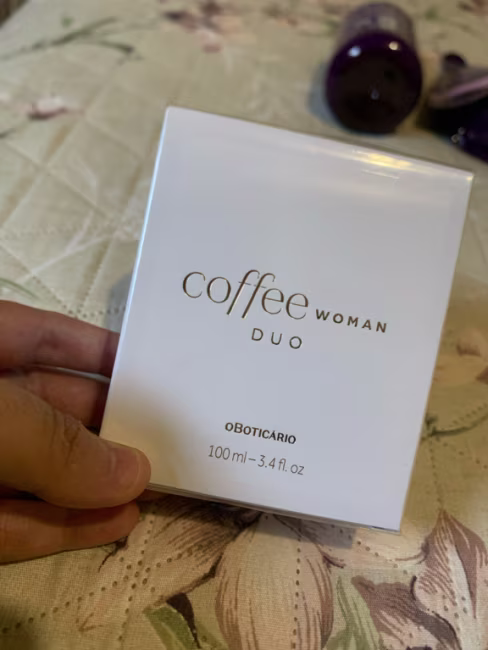 coffee WOMAN
DUO
oBOTICÁRIO
100 ml – 3.4 fl. oz